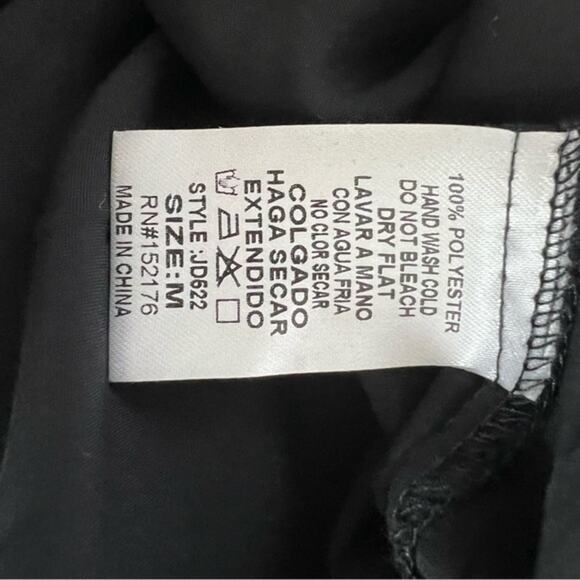 100% POLYESTER
HAND WASH COLD
DO NOT BLEACH
DRY FLAT
LAVAR A MANO
CON AQUA FRIA
NO CLOR SECAR
COLGADO
HAGA SECAR
EXTENDIDO
STYLE :JD622
SIZE:M
RN#152176
MADE IN CHINA